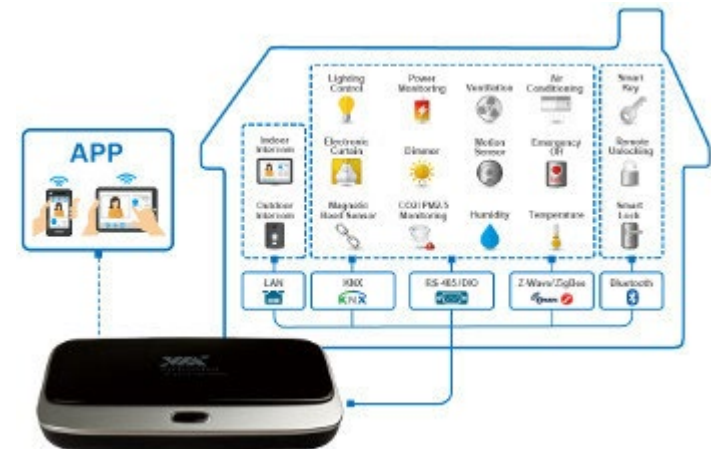 APP
Lighting
Control
Power
Monitoring
Ventilation
Air
Conditioning
Smart
Key
Indoor
Intercom
Electronic
Curtain
Dimmer
Motion
Sensor
Emergency
Off
Remote
Unlocking
Outdoor
Intercom
Magnetic
Reed Sensor
CO2/PM2.5
Monitoring
Humidity
Temperature
Smart
Lock
LAN
KNX
RS-485/DIO
Z-Wave/ZigBee
Bluetooth
KNX
VIA